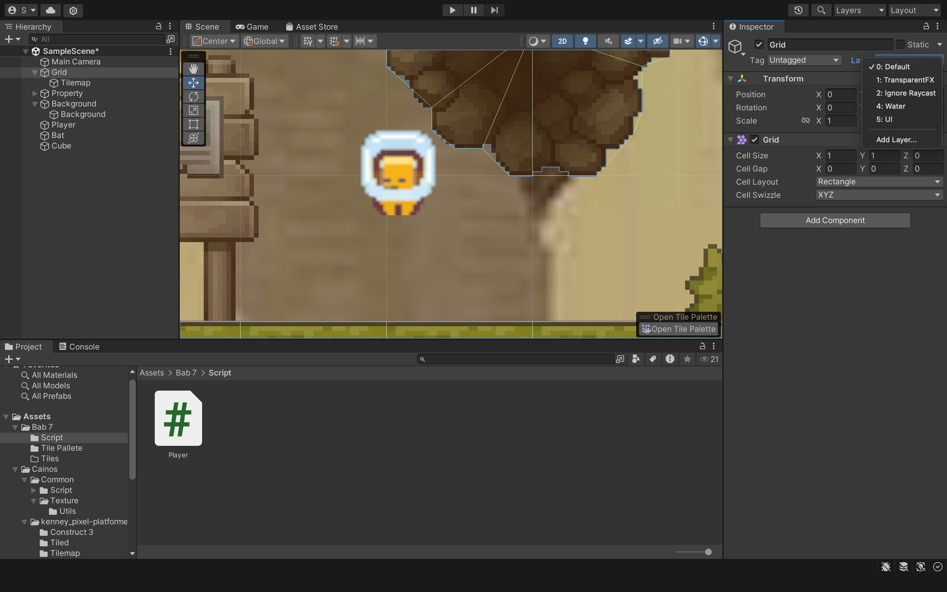 S
Layers
Layout
Hierarchy
All
SampleScene*
Main Camera
Grid
Tilemap
Property
Background
Background
Player
Bat
Cube
Scene
Game
Asset Store
Center
Global
2D
Open Tile Palette
Open Tile Palette
Inspector
Grid
Static
Tag
Untagged
0: Default
1: TransparentFX
2: Ignore Raycast
4: Water
5: UI
Add Layer...
Transform
Position X 0
Rotation X 0
Scale X 1
Grid
Cell Size X 1 Y 1 Z 0
Cell Gap X 0 Y 0 Z 0
Cell Layout Rectangle
Cell Swizzle XYZ
Add Component
Project
Console
21
All Materials
All Models
All Prefabs
Assets
Bab 7
Script
Tile Pallete
Tiles
Cainos
Common
Script
Texture
Utils
kenney_pixel-platforme
Construct 3
Tiled
Tilemap
Assets > Bab 7 > Script
#
Player